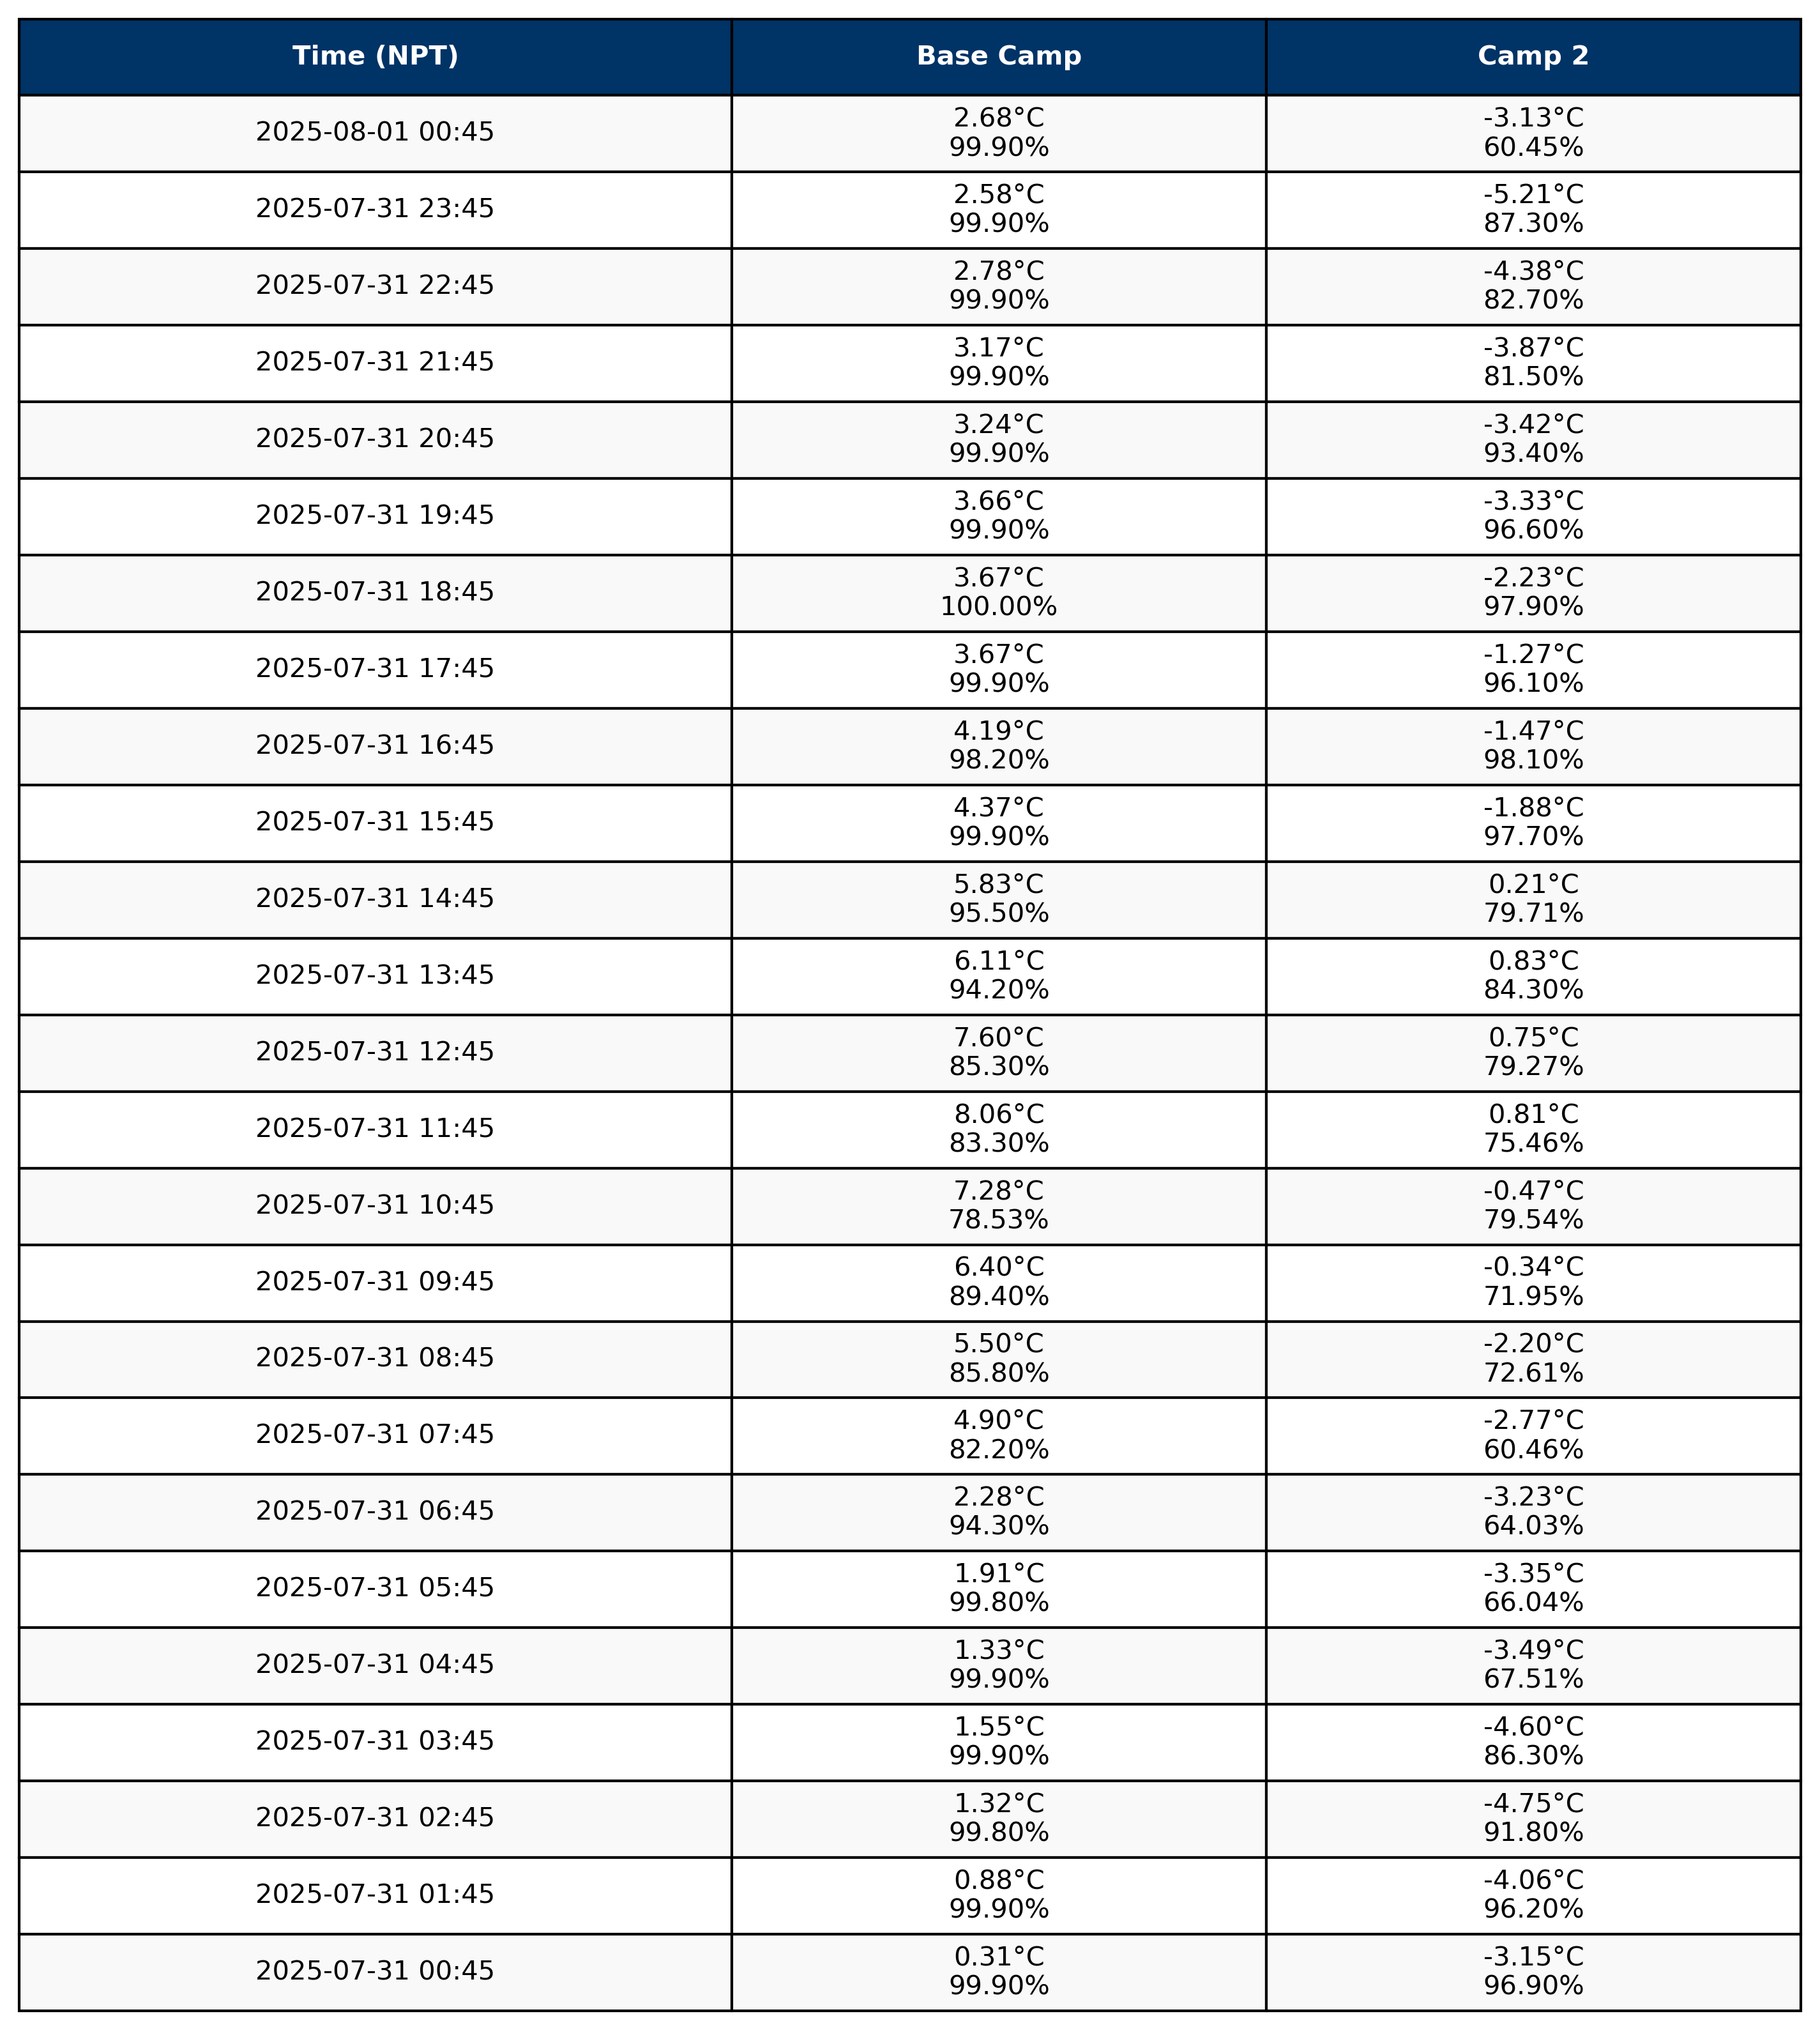 Time (NPT) Base Camp Camp 2
2025-08-01 00:45 2.68°C -3.13°C
99.90% 60.45%
2025-07-31 23:45 2.58°C -5.21°C
99.90% 87.30%
2025-07-31 22:45 2.78°C -4.38°C
99.90% 82.70%
2025-07-31 21:45 3.17°C -3.87°C
99.90% 81.50%
2025-07-31 20:45 3.24°C -3.42°C
99.90% 93.40%
2025-07-31 19:45 3.66°C -3.33°C
99.90% 96.60%
2025-07-31 18:45 3.67°C -2.23°C
100.00% 97.90%
2025-07-31 17:45 3.67°C -1.27°C
99.90% 96.10%
2025-07-31 16:45 4.19°C -1.47°C
98.20% 98.10%
2025-07-31 15:45 4.37°C -1.88°C
99.90% 97.70%
2025-07-31 14:45 5.83°C 0.21°C
95.50% 79.71%
2025-07-31 13:45 6.11°C 0.83°C
94.20% 84.30%
2025-07-31 12:45 7.60°C 0.75°C
85.30% 79.27%
2025-07-31 11:45 8.06°C 0.81°C
83.30% 75.46%
2025-07-31 10:45 7.28°C -0.47°C
78.53% 79.54%
2025-07-31 09:45 6.40°C -0.34°C
89.40% 71.95%
2025-07-31 08:45 5.50°C -2.20°C
85.80% 72.61%
2025-07-31 07:45 4.90°C -2.77°C
82.20% 60.46%
2025-07-31 06:45 2.28°C -3.23°C
94.30% 64.03%
2025-07-31 05:45 1.91°C -3.35°C
99.80% 66.04%
2025-07-31 04:45 1.33°C -3.49°C
99.90% 67.51%
2025-07-31 03:45 1.55°C -4.60°C
99.90% 86.30%
2025-07-31 02:45 1.32°C -4.75°C
99.80% 91.80%
2025-07-31 01:45 0.88°C -4.06°C
99.90% 96.20%
2025-07-31 00:45 0.31°C -3.15°C
99.90% 96.90%